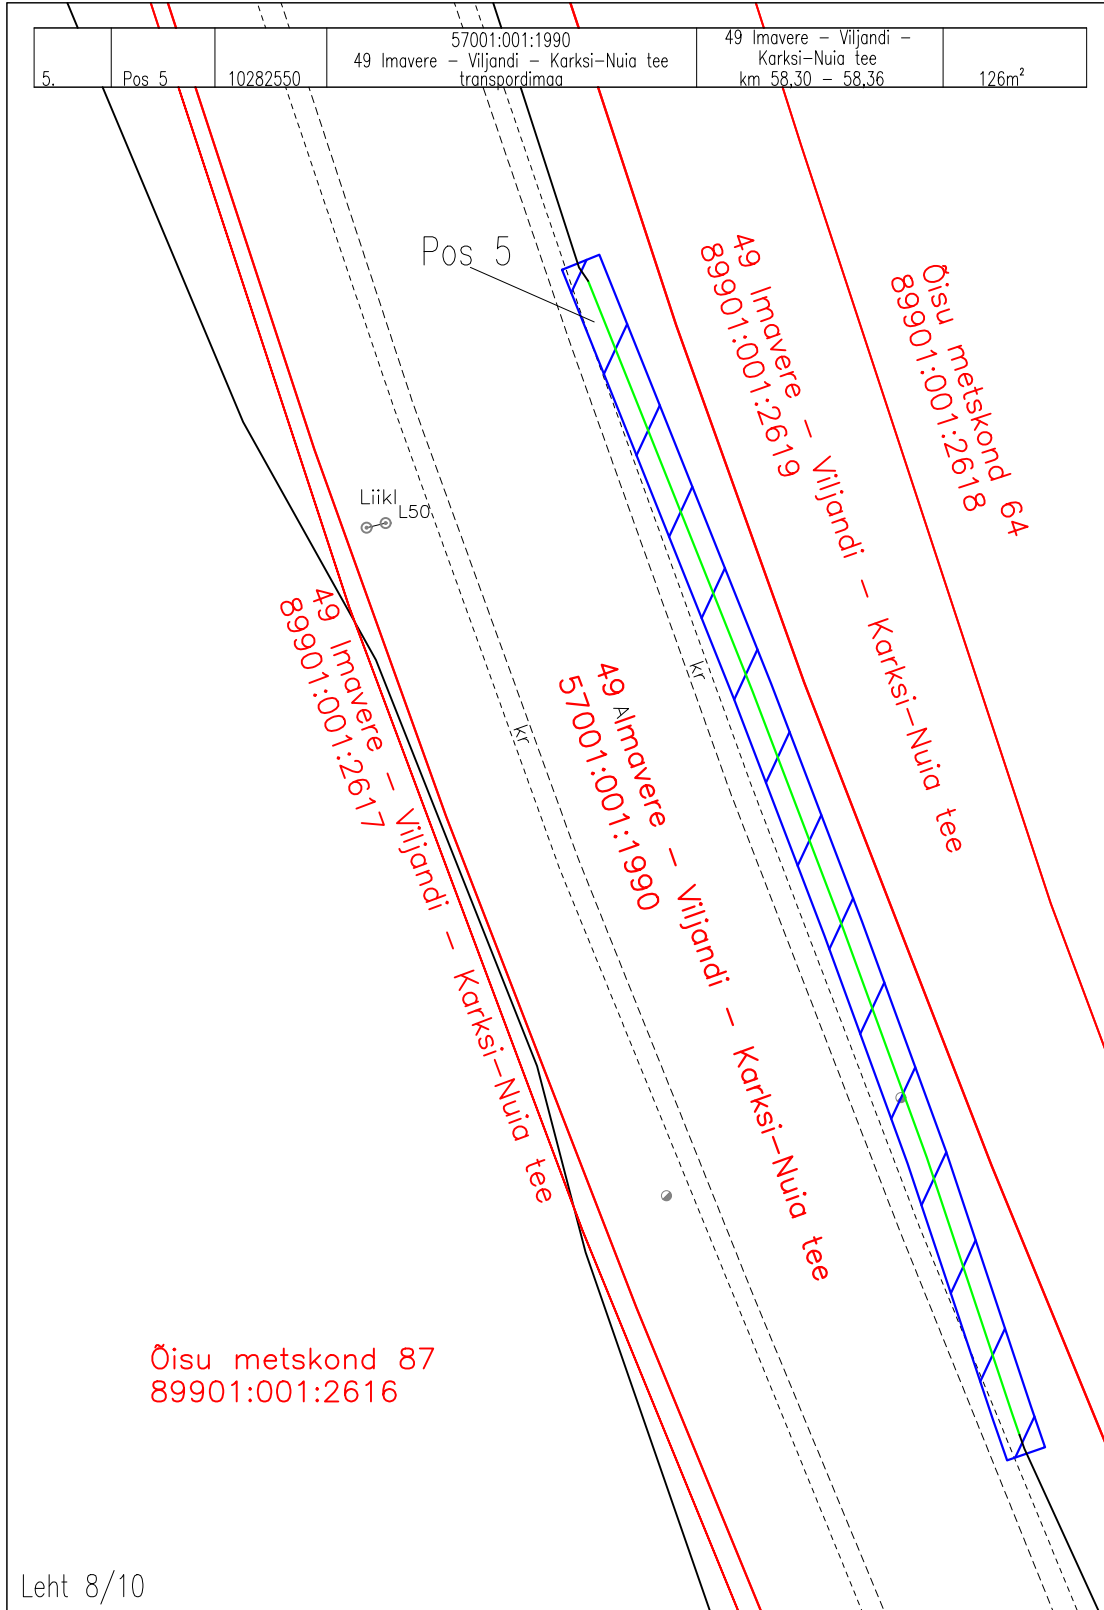 5.
Pos 5
10282550
57001:001:1990
49 Imavere – Viljandi – Karksi–Nuia tee
transpordimaa
49 Imavere – Viljandi –
Karksi–Nuia tee
km 58,30 – 58,36
126m²
Pos 5
49 Imavere – Viljandi – Karksi–Nuia tee
89901:001:2619
Õisu metskond 64
89901:001:2618
Liikl
L50
49 Imavere – Viljandi – Karksi–Nuia tee
89901:001:2617
kr
kr
A
49 Imavere – Viljandi – Karksi–Nuia tee
57001:001:1990
Õisu metskond 87
89901:001:2616
Leht 8/10